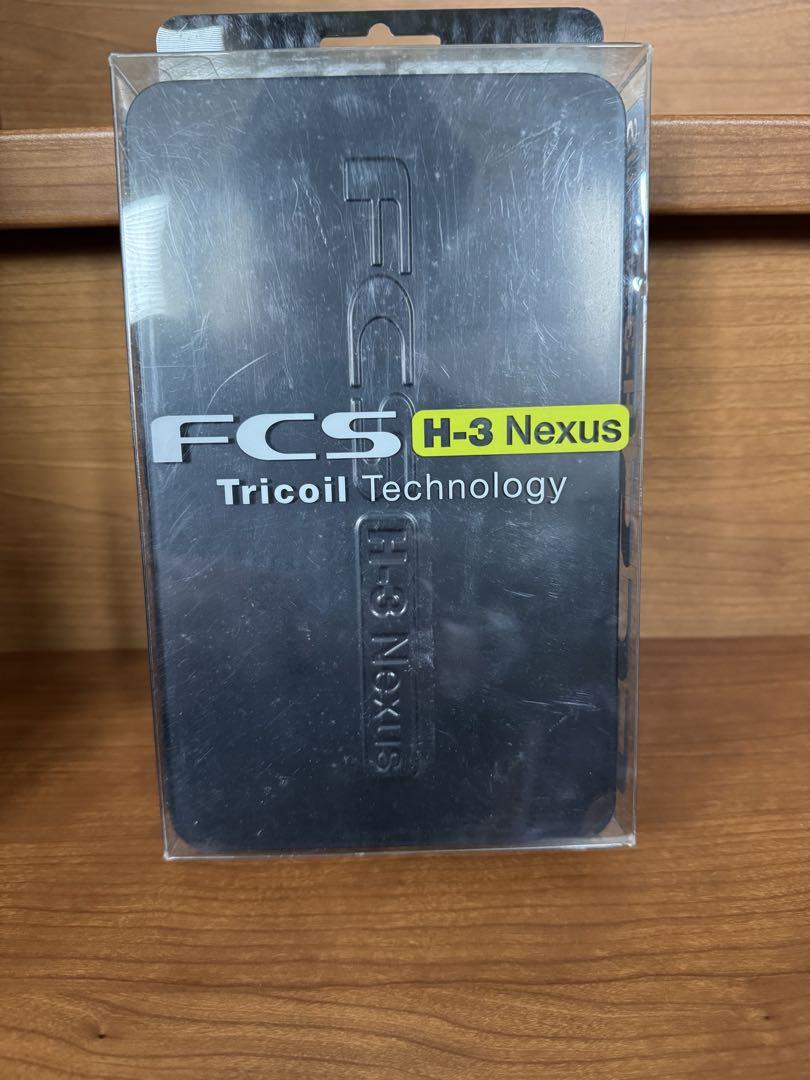 FCS H-3 Nexus
Tricoil Technology
FCS
H-3 Nexus